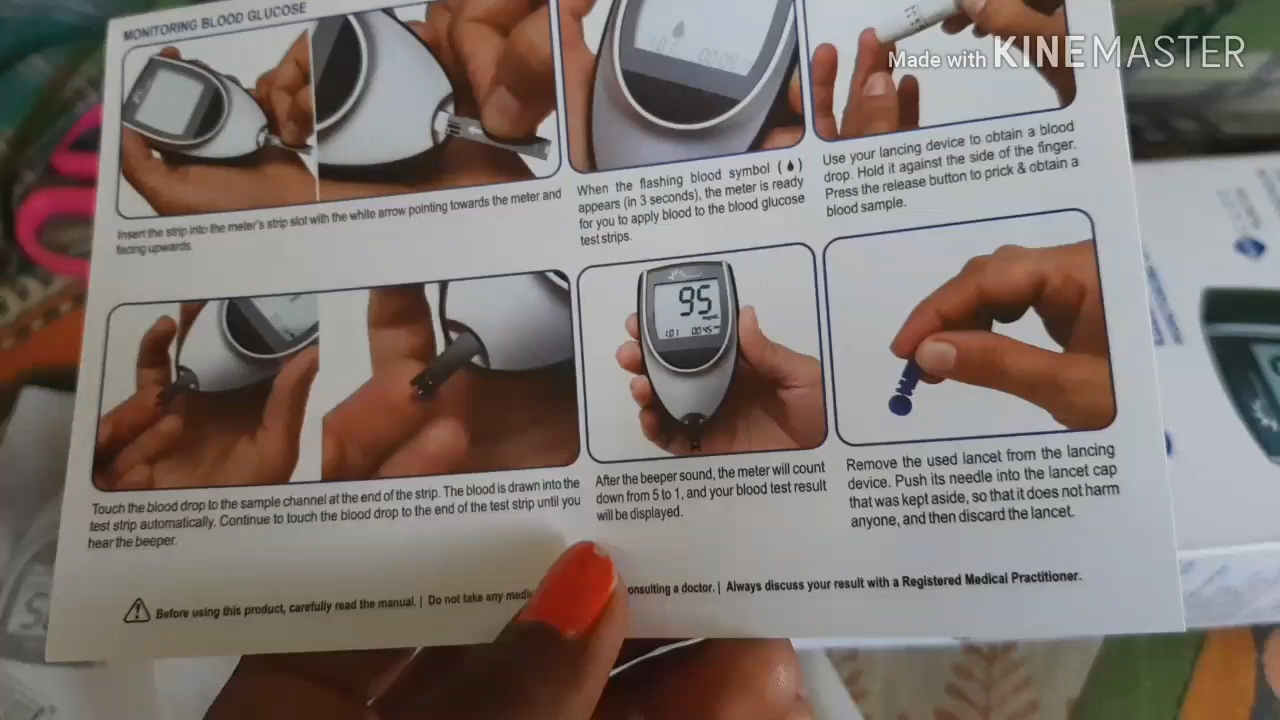 MONITORING BLOOD GLUCOSE
Made with KINEMASTER
Insert the strip into the meter's strip slot with the white arrow pointing towards the meter and
facing upwards.
When the flashing blood symbol ( )
appears (in 3 seconds), the meter is ready
for you to apply blood to the blood glucose
test strips.
Use your lancing device to obtain a blood
drop. Hold it against the side of the finger.
Press the release button to prick & obtain a
blood sample.
95
Touch the blood drop to the sample channel at the end of the strip. The blood is drawn into the
test strip automatically. Continue to touch the blood drop to the end of the test strip until you
hear the beeper.
After the beeper sound, the meter will count
down from 5 to 1, and your blood test result
will be displayed.
Remove the used lancet from the lancing
device. Push its needle into the lancet cap
that was kept aside, so that it does not harm
anyone, and then discard the lancet.
Before using this product, carefully read the manual. | Do not take any a doctor. | Always discuss your result with a Registered Medical Practitioner.